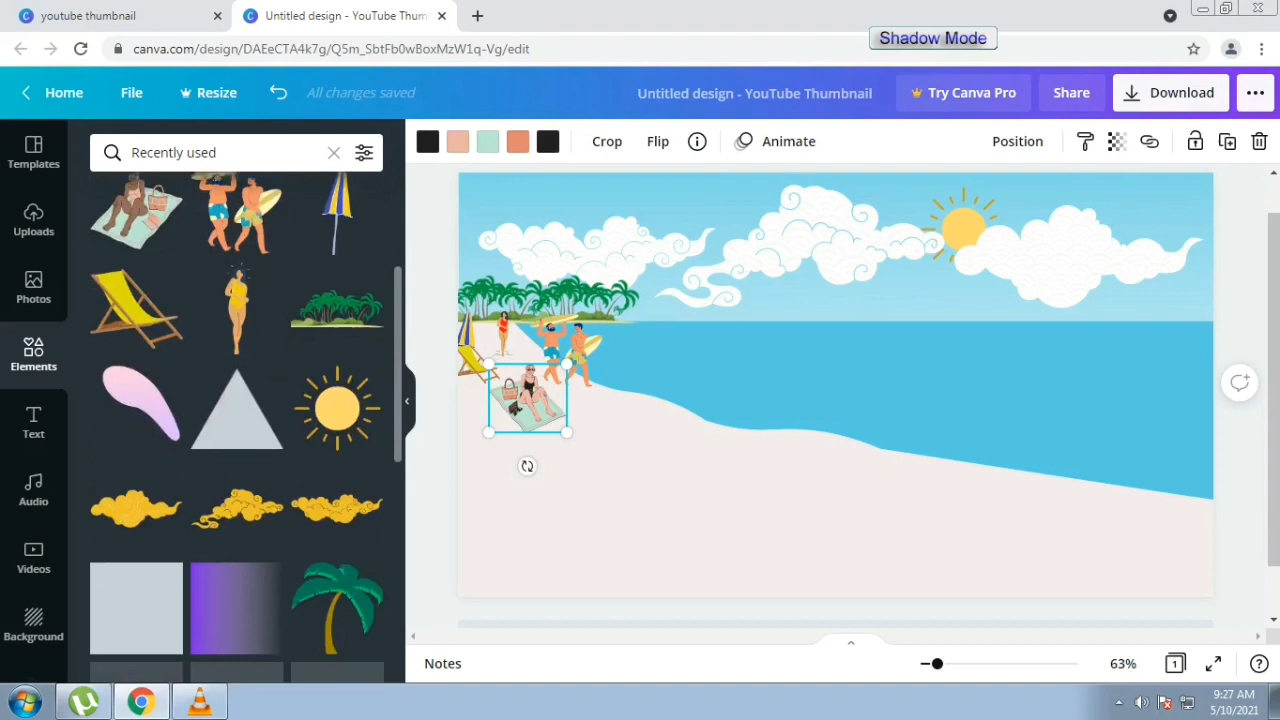 youtube thumbnail
Untitled design - YouTube Thumb
canva.com/design/DAEeCTA4k7g/Q5m_SbtFb0wBoxMzW1q-Vg/edit
Shadow Mode
Home
File
Resize
All changes saved
Untitled design - YouTube Thumbnail
Try Canva Pro
Share
Download
Templates
Recently used
Crop
Flip
Animate
Position
Uploads
Photos
Elements
Text
Audio
Videos
Background
Notes
63%
1
9:27 AM
5/10/2021